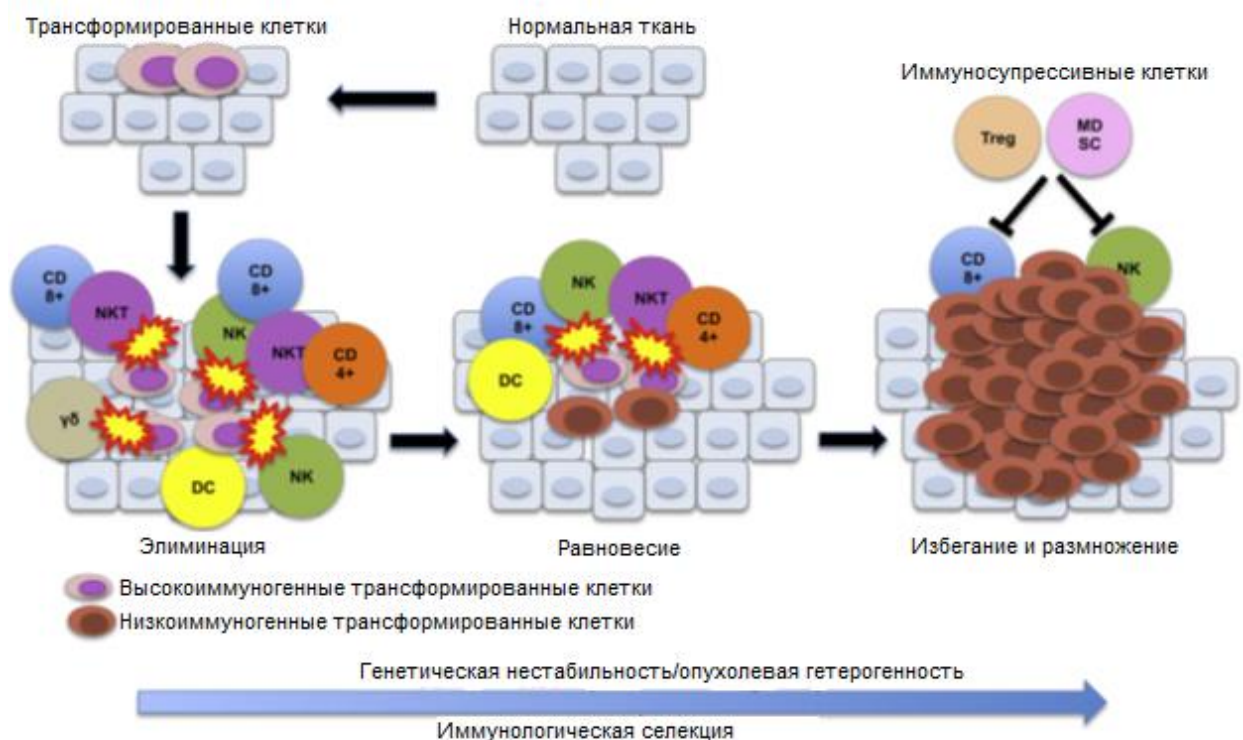 Трансформированные клетки
Нормальная ткань
Иммуносупрессивные клетки
Treg
MD
SC
CD
8+
NKT
NK
CD
8+
NKT
CD
4+
γδ
DC
NK
CD
8+
NK
NKT
CD
4+
DC
CD
8+
NK
Элиминация
Равновесие
Избегание и размножение
Высокоиммуногенные трансформированные клетки
Низкоиммуногенные трансформированные клетки
Генетическая нестабильность/опухолевая гетерогенность
Иммунологическая селекция